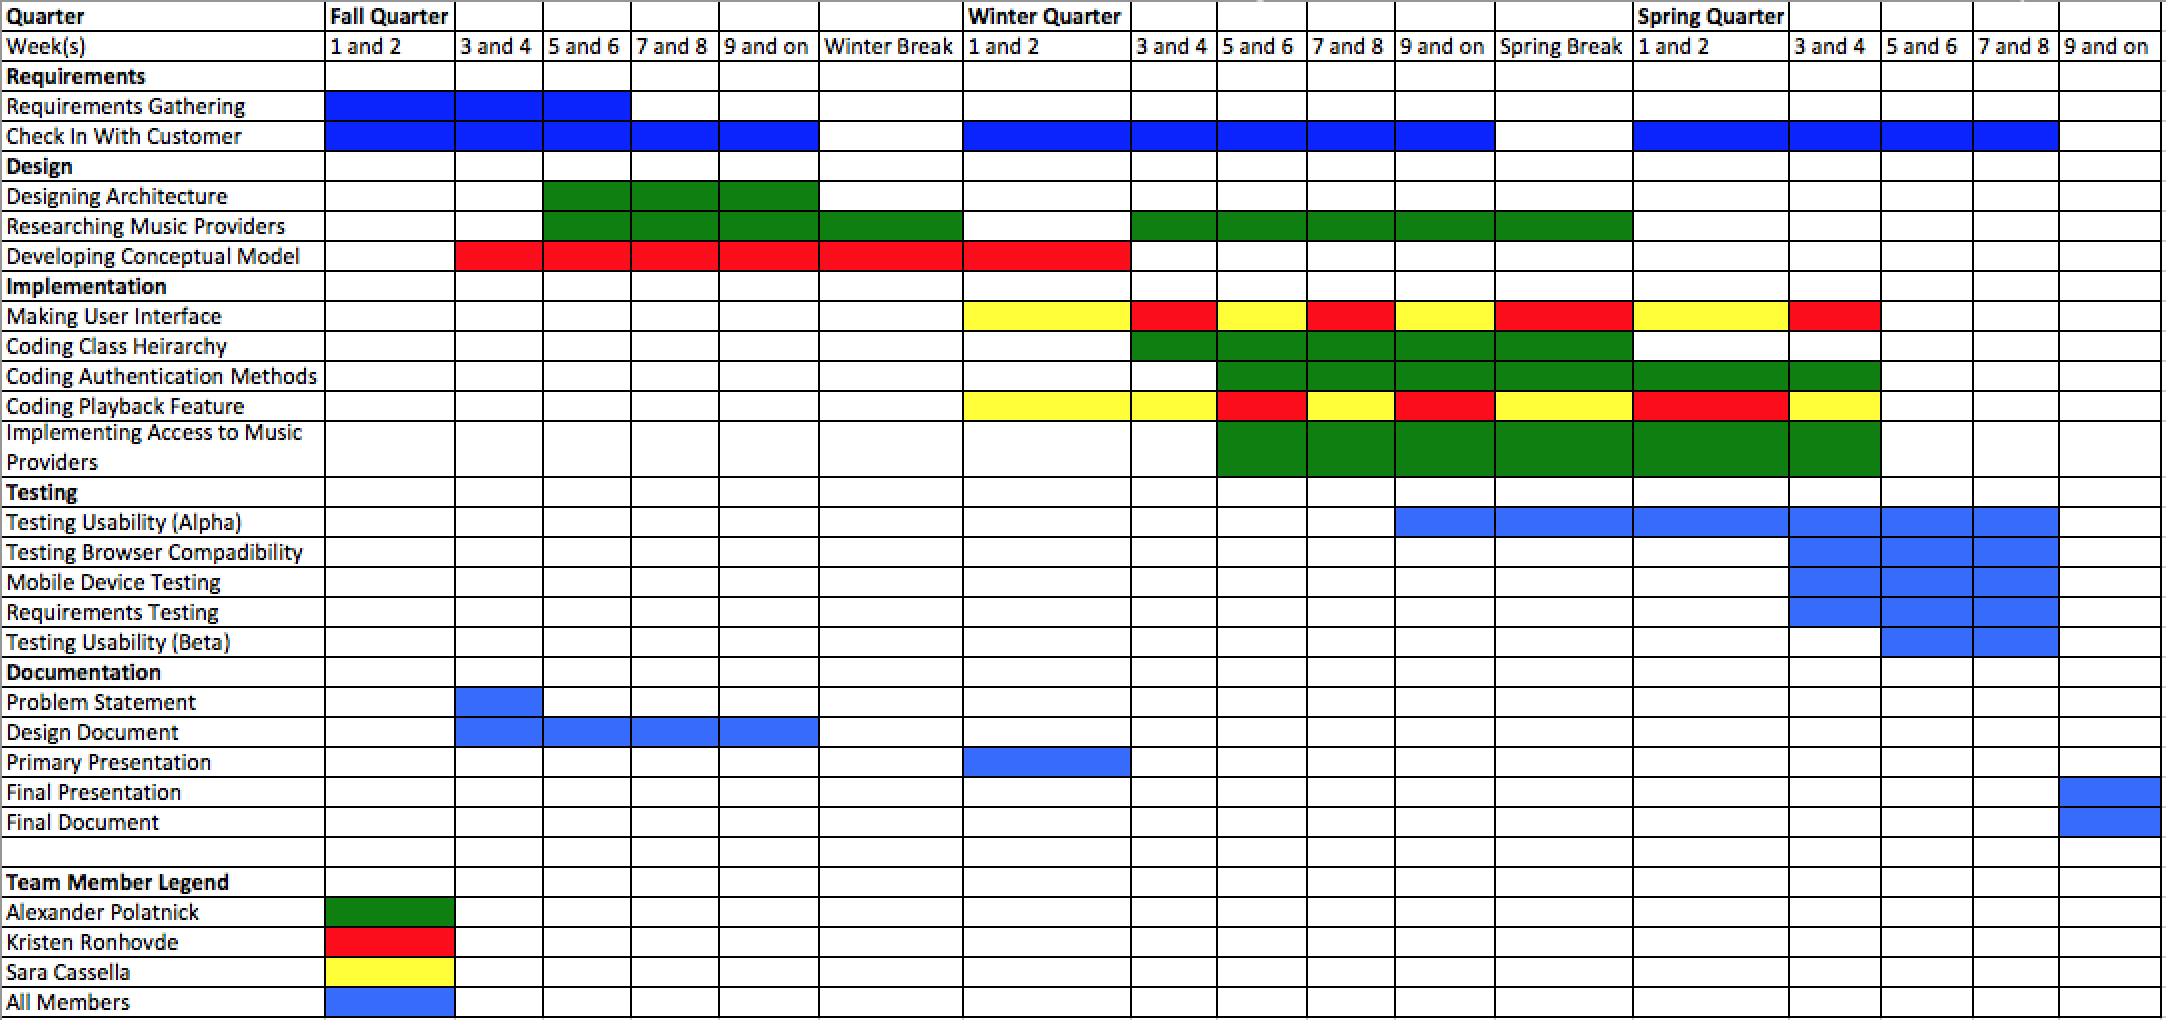 Quarter Fall Quarter Winter Quarter Spring Quarter
Week(s) 1 and 2 3 and 4 5 and 6 7 and 8 9 and on Winter Break 1 and 2 3 and 4 5 and 6 7 and 8 9 and on Spring Break 1 and 2 3 and 4 5 and 6 7 and 8 9 and on
Requirements
Requirements Gathering
Check In With Customer
Design
Designing Architecture
Researching Music Providers
Developing Conceptual Model
Implementation
Making User Interface
Coding Class Heirarchy
Coding Authentication Methods
Coding Playback Feature
Implementing Access to Music
Providers
Testing
Testing Usability (Alpha)
Testing Browser Compadibility
Mobile Device Testing
Requirements Testing
Testing Usability (Beta)
Documentation
Problem Statement
Design Document
Primary Presentation
Final Presentation
Final Document
Team Member Legend
Alexander Polatnick
Kristen Ronhovde
Sara Cassella
All Members